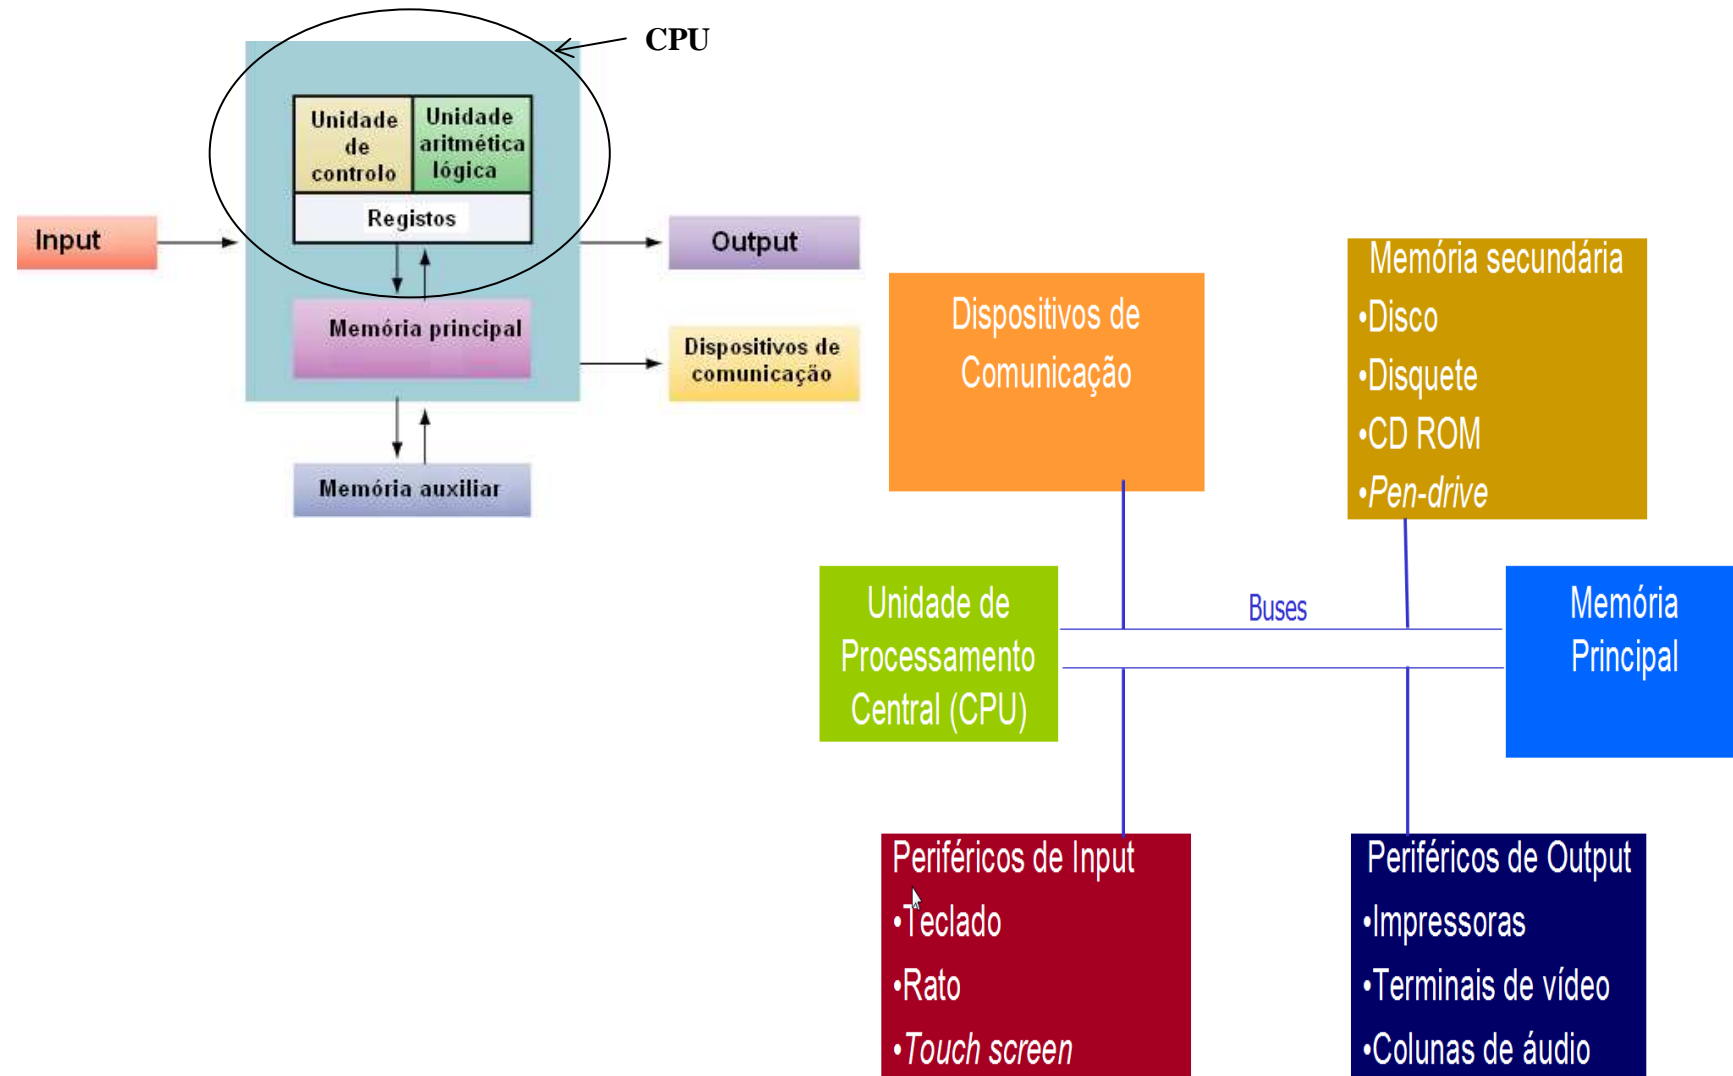 CPU
Unidade
de
controlo
Unidade
aritmética
lógica
Registos
Input
Output
Memória principal
Dispositivos de
comunicação
Memória auxiliar
Dispositivos de
Comunicação
Memória secundária
•Disco
•Disquete
•CD ROM
•Pen-drive
Unidade de
Processamento
Central (CPU)
Buses
Memória
Principal
Periféricos de Input
•Teclado
•Rato
•Touch screen
Periféricos de Output
•Impressoras
•Terminais de vídeo
•Colunas de áudio